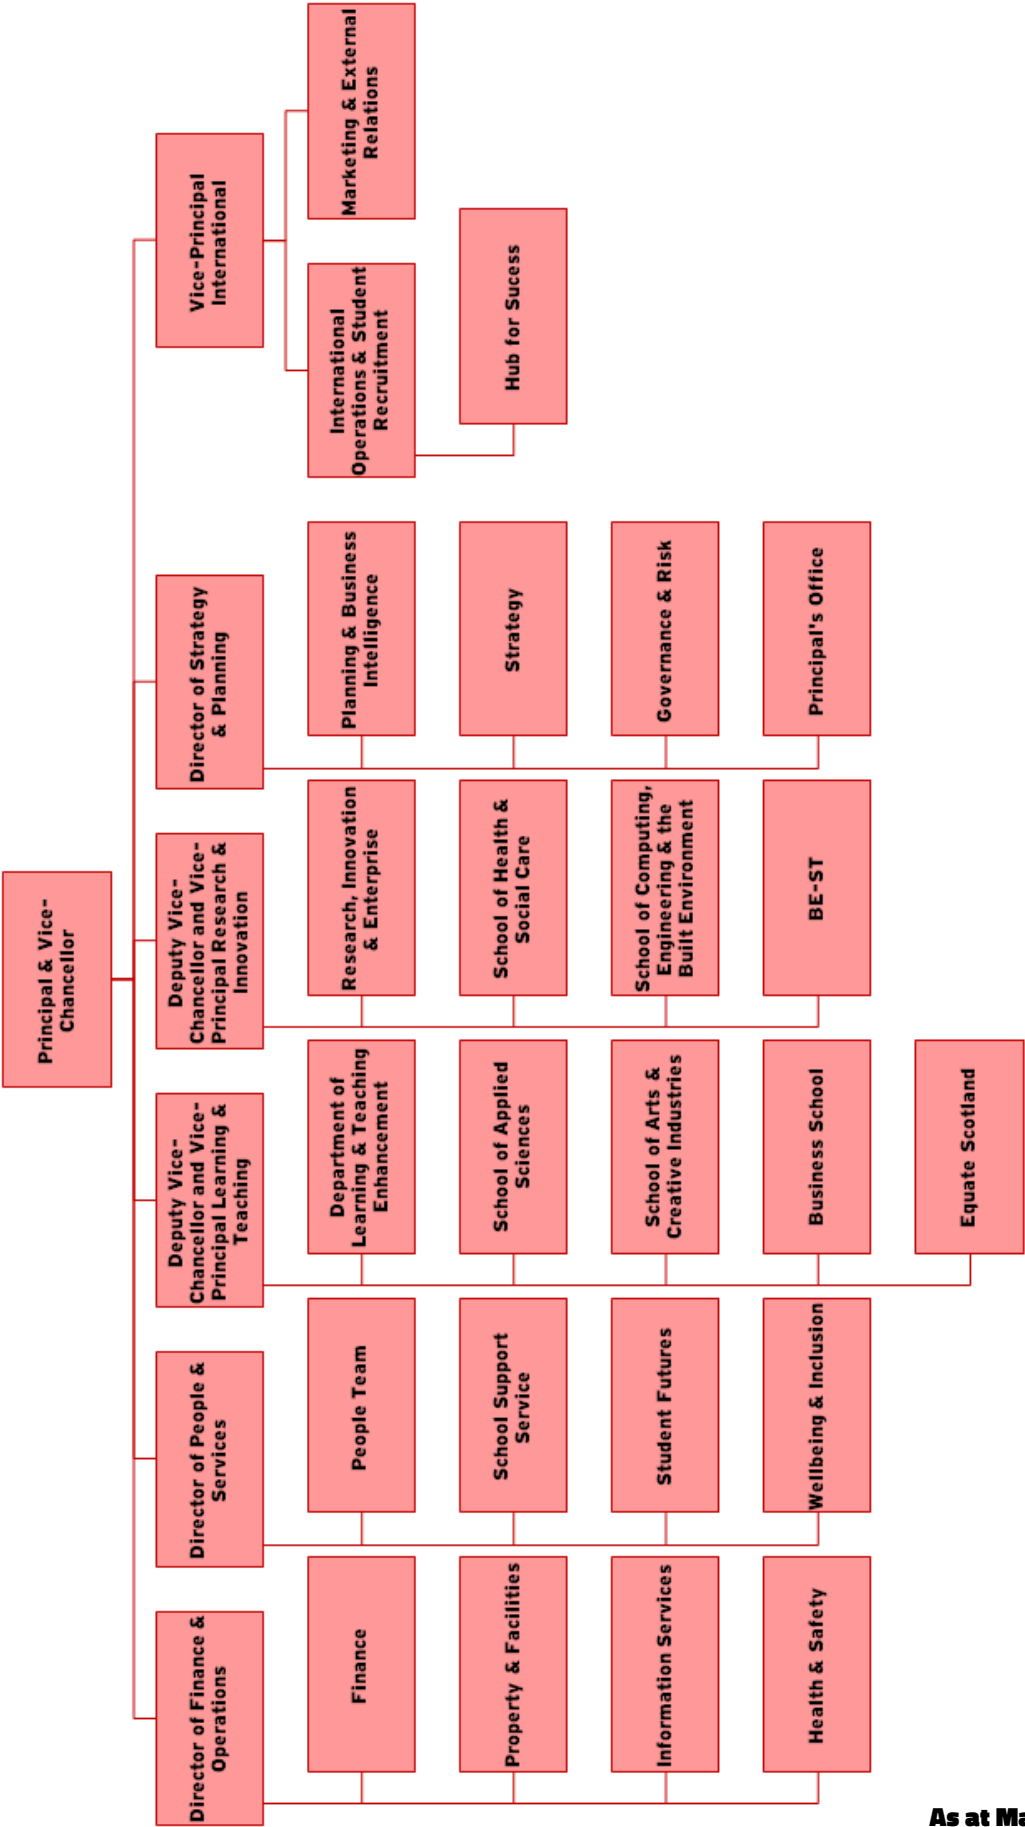 Principal & Vice-
Chancellor
Director of Finance &
Operations
Director of People &
Services
Deputy Vice-
Chancellor and Vice-
Principal Learning &
Teaching
Deputy Vice-
Chancellor and Vice-
Principal Research &
Innovation
Director of Strategy
& Planning
Vice-Principal
International
Finance
Property & Facilities
Information Services
Health & Safety
People Team
School Support
Service
Student Futures
Wellbeing & Inclusion
Department of
Learning & Teaching
Enhancement
School of Applied
Sciences
School of Arts &
Creative Industries
Business School
Equate Scotland
Research, Innovation
& Enterprise
School of Health &
Social Care
School of Computing,
Engineering & the
Built Environment
BE-ST
Planning & Business
Intelligence
Strategy
Governance & Risk
Principal's Office
International
Operations & Student
Recruitment
Hub for Sucess
Marketing & External
Relations
As at